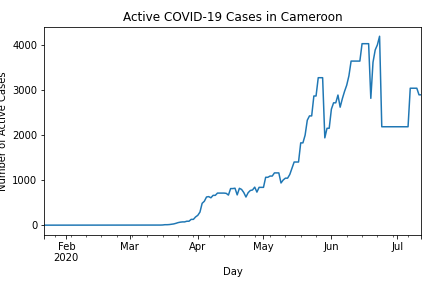 Active COVID-19 Cases in Cameroon
Number of Active Cases
4000
3000
2000
1000
0
Feb Mar Apr May Jun Jul
2020
Day